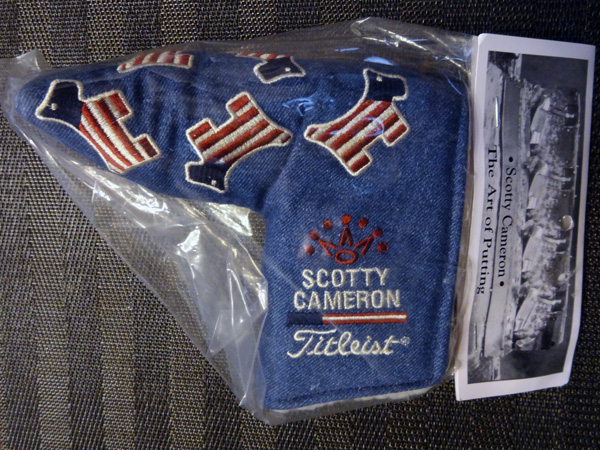 SCOTTY
CAMERON
Titleist®
• Scotty Cameron •
The Art of Putting